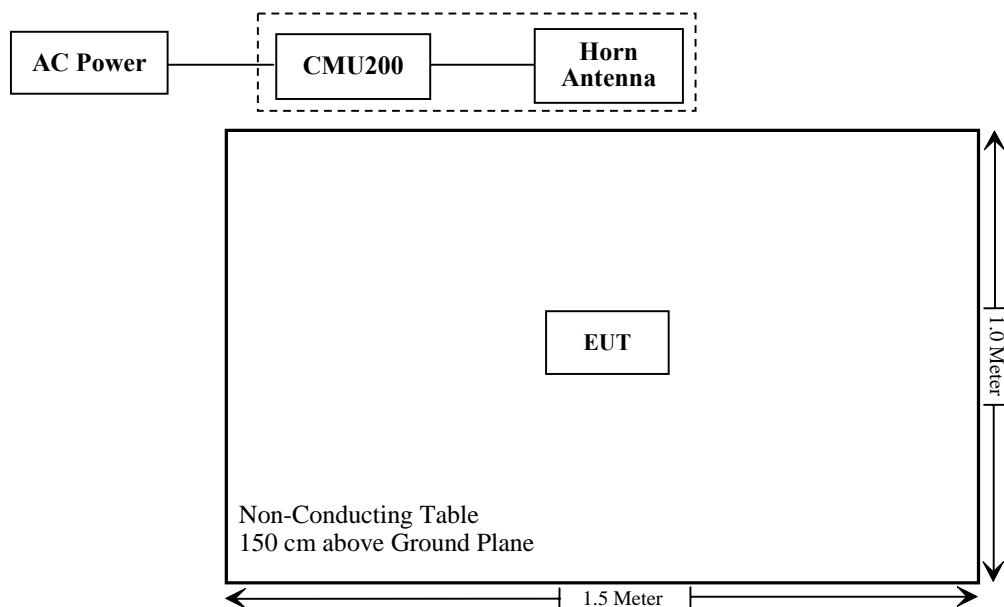 AC Power
CMU200
Horn
Antenna
EUT
1.0 Meter
Non-Conducting Table
150 cm above Ground Plane
1.5 Meter